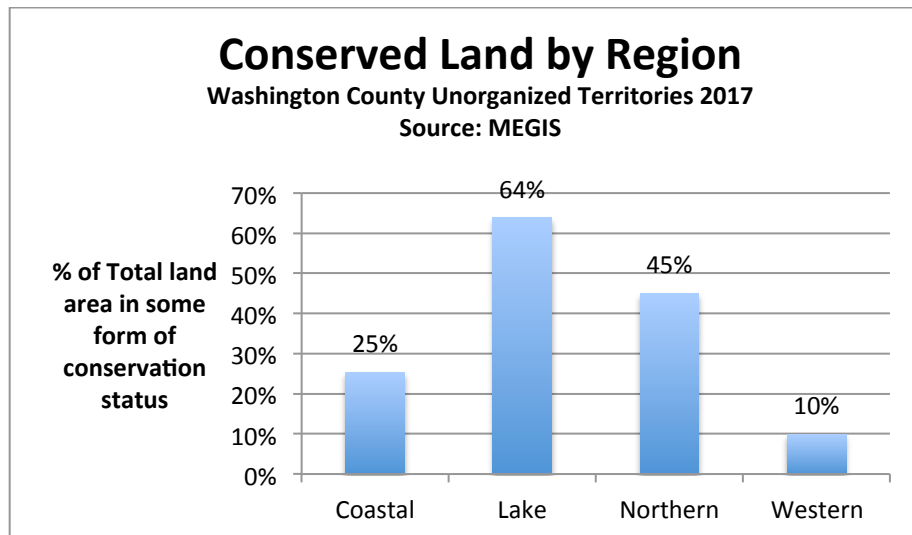 Conserved Land by Region
Washington County Unorganized Territories 2017
Source: MEGIS
% of Total land
area in some
form of
conservation
status
70%
60%
50%
40%
30%
20%
10%
0%
25%
64%
45%
10%
Coastal
Lake
Northern
Western